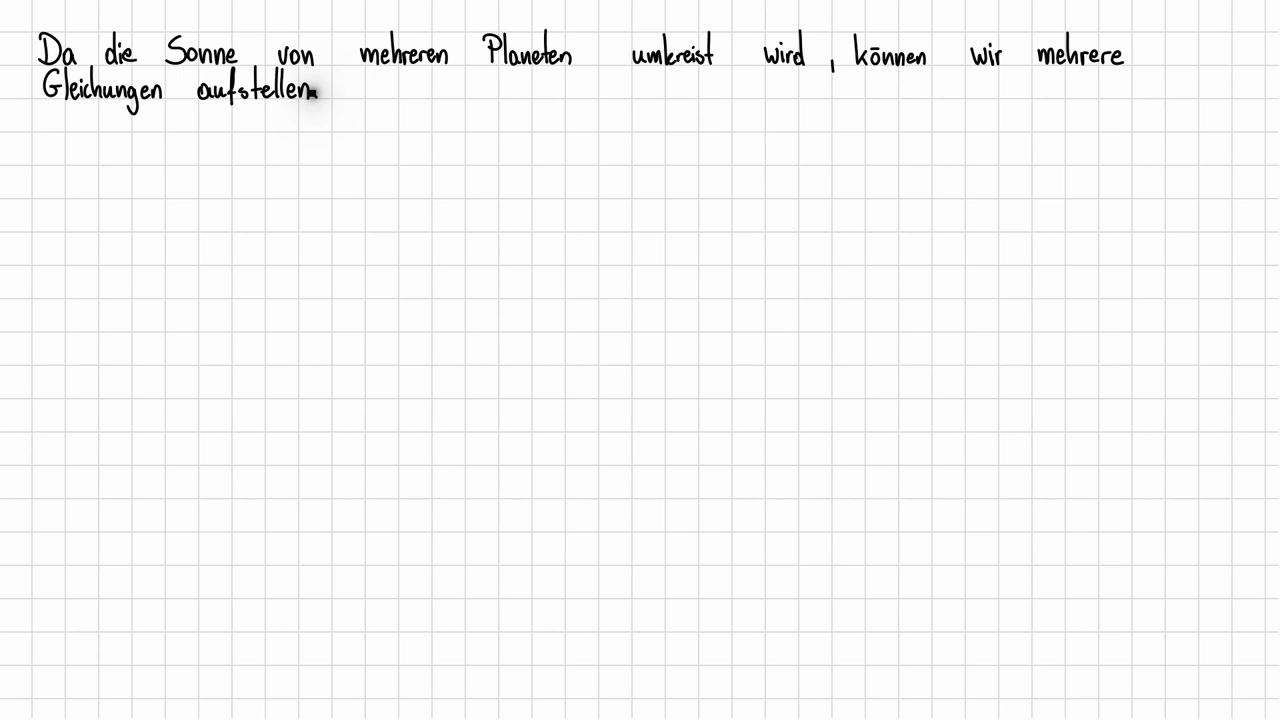 Da die Sonne von mehreren Planeten umkreist wird, können wir mehrere
Gleichungen aufstellen.